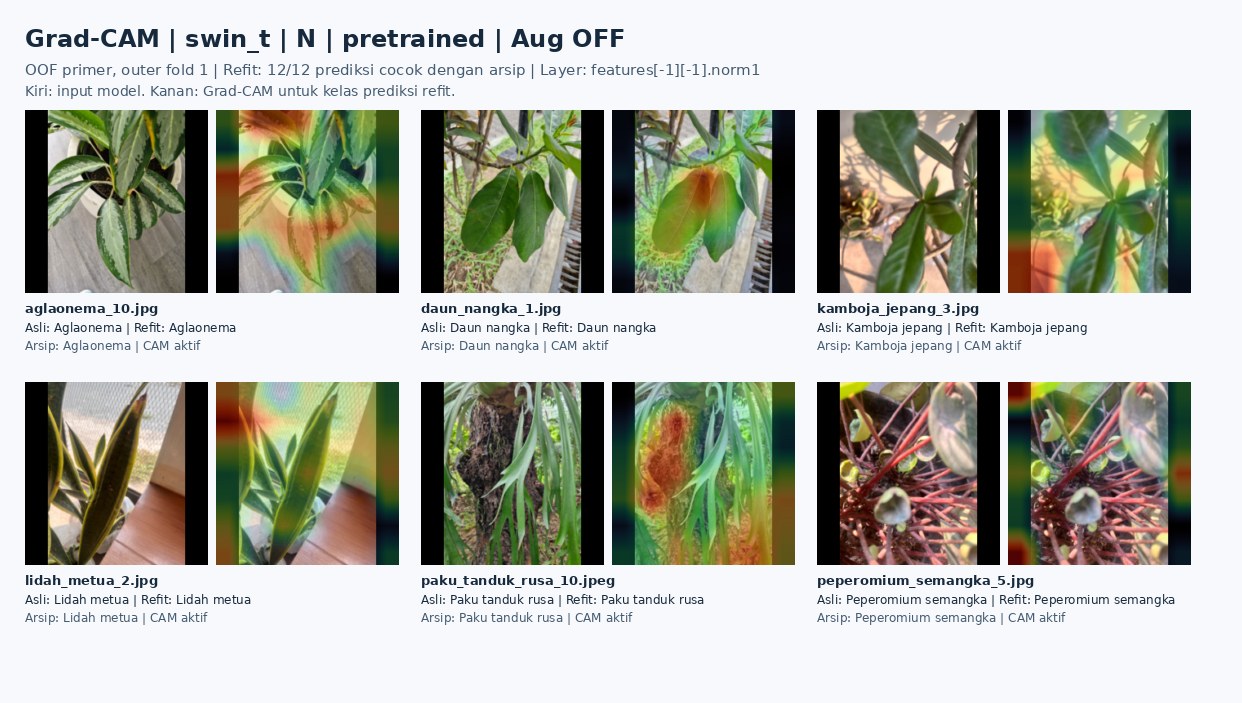 Grad-CAM | swin_t | N | pretrained | Aug OFF
OOF primer, outer fold 1 | Refit: 12/12 prediksi cocok dengan arsip | Layer: features[-1][-1].norm1
Kiri: input model. Kanan: Grad-CAM untuk kelas prediksi refit.
aglaonema_10.jpg
Asli: Aglaonema | Refit: Aglaonema
Arsip: Aglaonema | CAM aktif
daun_nangka_1.jpg
Asli: Daun nangka | Refit: Daun nangka
Arsip: Daun nangka | CAM aktif
kamboja_jepang_3.jpg
Asli: Kamboja jepang | Refit: Kamboja jepang
Arsip: Kamboja jepang | CAM aktif
lidah_metua_2.jpg
Asli: Lidah metua | Refit: Lidah metua
Arsip: Lidah metua | CAM aktif
paku_tanduk_rusa_10.jpeg
Asli: Paku tanduk rusa | Refit: Paku tanduk rusa
Arsip: Paku tanduk rusa | CAM aktif
peperomium_semangka_5.jpg
Asli: Peperomium semangka | Refit: Peperomium semangka
Arsip: Peperomium semangka | CAM aktif